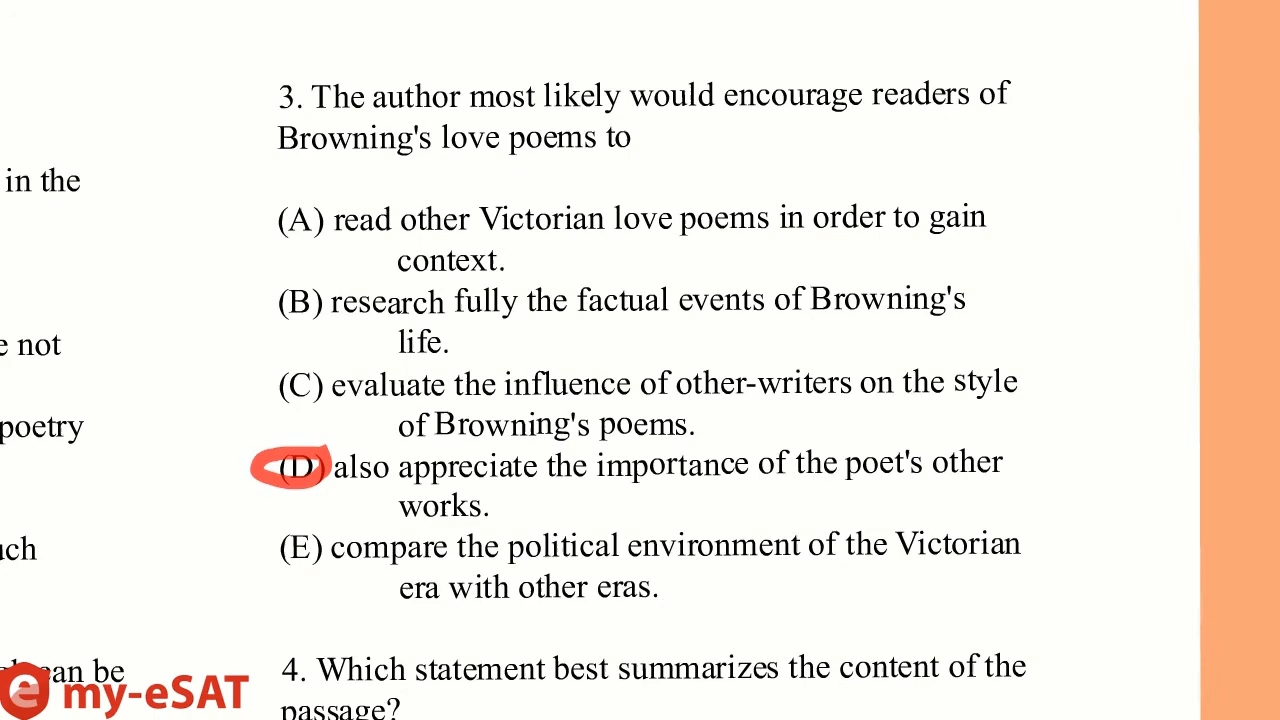 3. The author most likely would encourage readers of
Browning's love poems to
(A) read other Victorian love poems in order to gain
context.
(B) research fully the factual events of Browning's
life.
(C) evaluate the influence of other-writers on the style
of Browning's poems.
(D) also appreciate the importance of the poet's other
works.
(E) compare the political environment of the Victorian
era with other eras.
4. Which statement best summarizes the content of the
passage?
in the
not
poetry
can be
my-eSAT